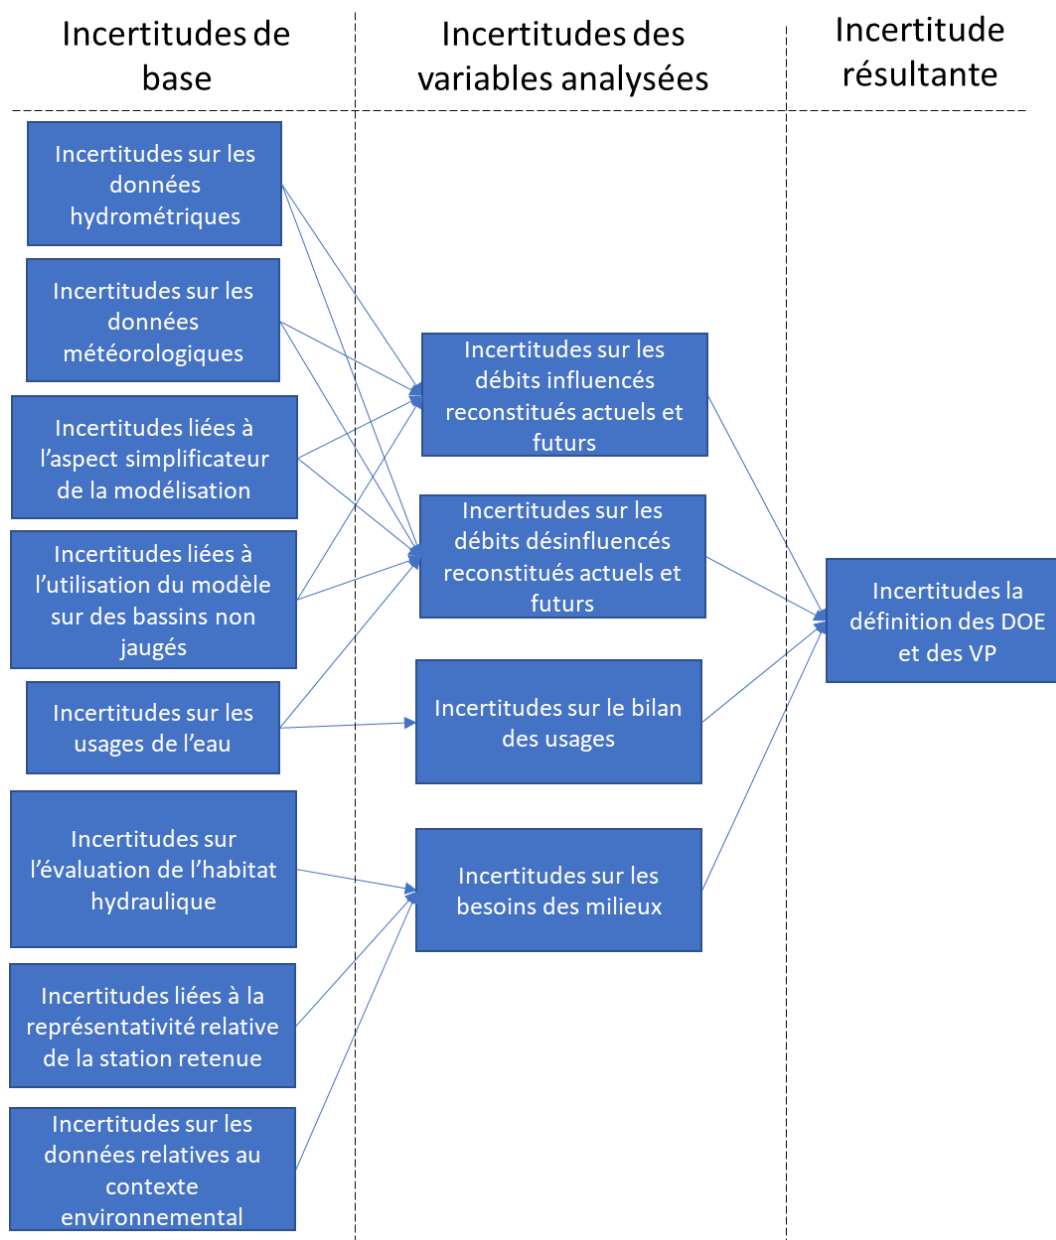 Incertitudes de
base
Incertitudes des
variables analysées
Incertitude
résultante
Incertitudes sur les
données
hydrométriques
Incertitudes sur les
données
météorologiques
Incertitudes liées à
l'aspect simplificateur
de la modélisation
Incertitudes liées à
l'utilisation du modèle
sur des bassins non
jaugés
Incertitudes sur les
usages de l'eau
Incertitudes sur
l'évaluation de l'habitat
hydraulique
Incertitudes liées à la
représentativité relative
de la station retenue
Incertitudes sur les
données relatives au
contexte
environnemental
Incertitudes sur les
débits influencés
reconstitués actuels et
futurs
Incertitudes sur les
débits désinfluencés
reconstitués actuels et
futurs
Incertitudes sur le bilan
des usages
Incertitudes sur les
besoins des milieux
Incertitudes la
définition des DOE
et des VP